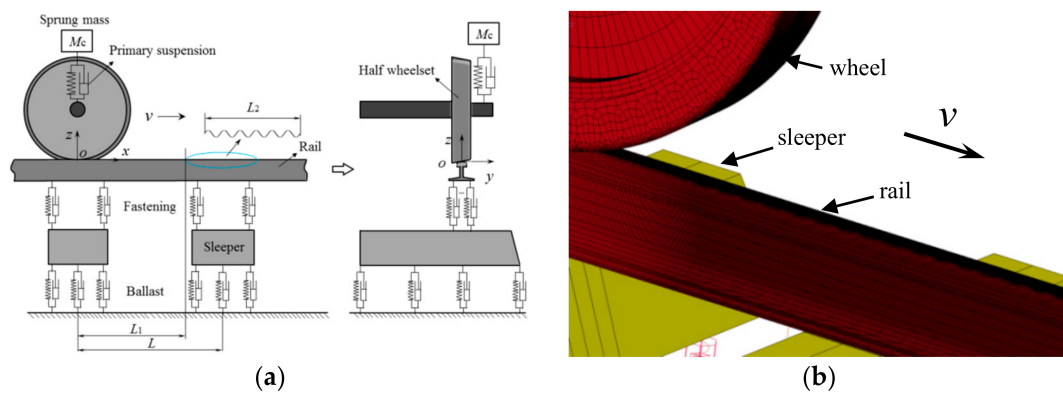 Sprung mass
Mc
Primary suspension
v
L2
z
o
x
Rail
Fastening
Sleeper
Ballast
L1
L
Mc
Half wheelset
z
o
y
(a)
wheel
v
sleeper
rail
(b)